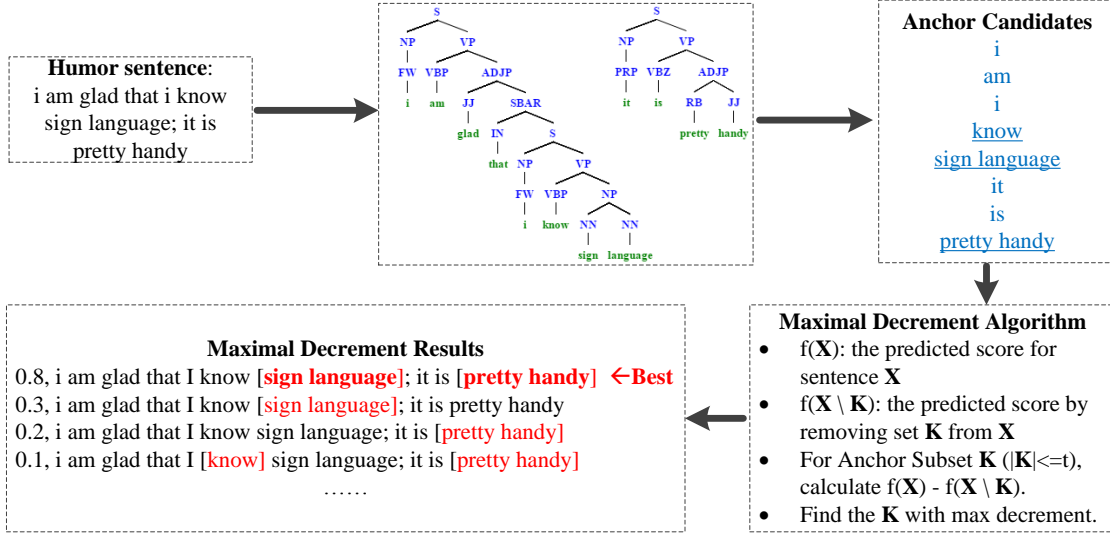 Humor sentence:
i am glad that i know
sign language; it is
pretty handy
S
NP VP
FW VBP ADJP
i am JJ SBAR
glad IN S
that NP VP
FW VBP NP
i know NN NN
sign language
S
NP VP
PRP VBZ ADJP
it is RB JJ
pretty handy
Anchor Candidates
i
am
i
know
sign language
it
is
pretty handy
Maximal Decrement Algorithm
• f(X): the predicted score for
sentence X
• f(X \ K): the predicted score by
removing set K from X
• For Anchor Subset K (|K|<=t),
calculate f(X) - f(X \ K).
• Find the K with max decrement.
Maximal Decrement Results
0.8, i am glad that I know [sign language]; it is [pretty handy] ←Best
0.3, i am glad that I know [sign language]; it is pretty handy
0.2, i am glad that I know sign language; it is [pretty handy]
0.1, i am glad that I [know] sign language; it is [pretty handy]
……